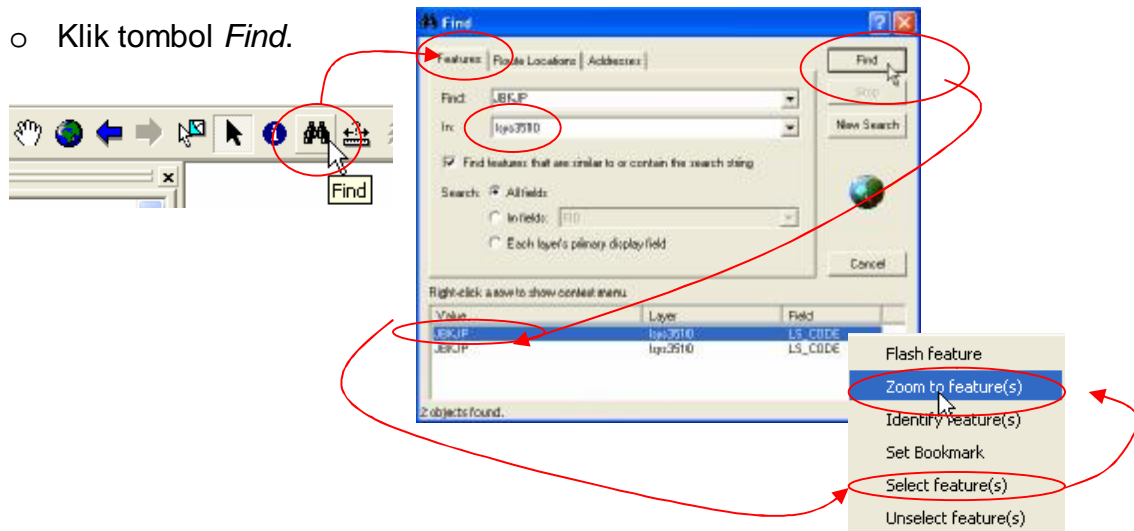 o Klik tombol Find.
Find
Find
Features Route Locations Addresses
Find
Find: JBKJP
Stop
In:
New Search
Find features that are similar to or contain the search string
Search: All fields
In fields: FID
Each layer's primary display field
Cancel
Right-click a row to show context menu.
Value Layer Field
JBKJP LS_CODE
JBKJP LS_CODE
2 objects found.
Flash feature
Zoom to feature(s)
Identify Feature(s)
Set Bookmark
Select feature(s)
Unselect feature(s)